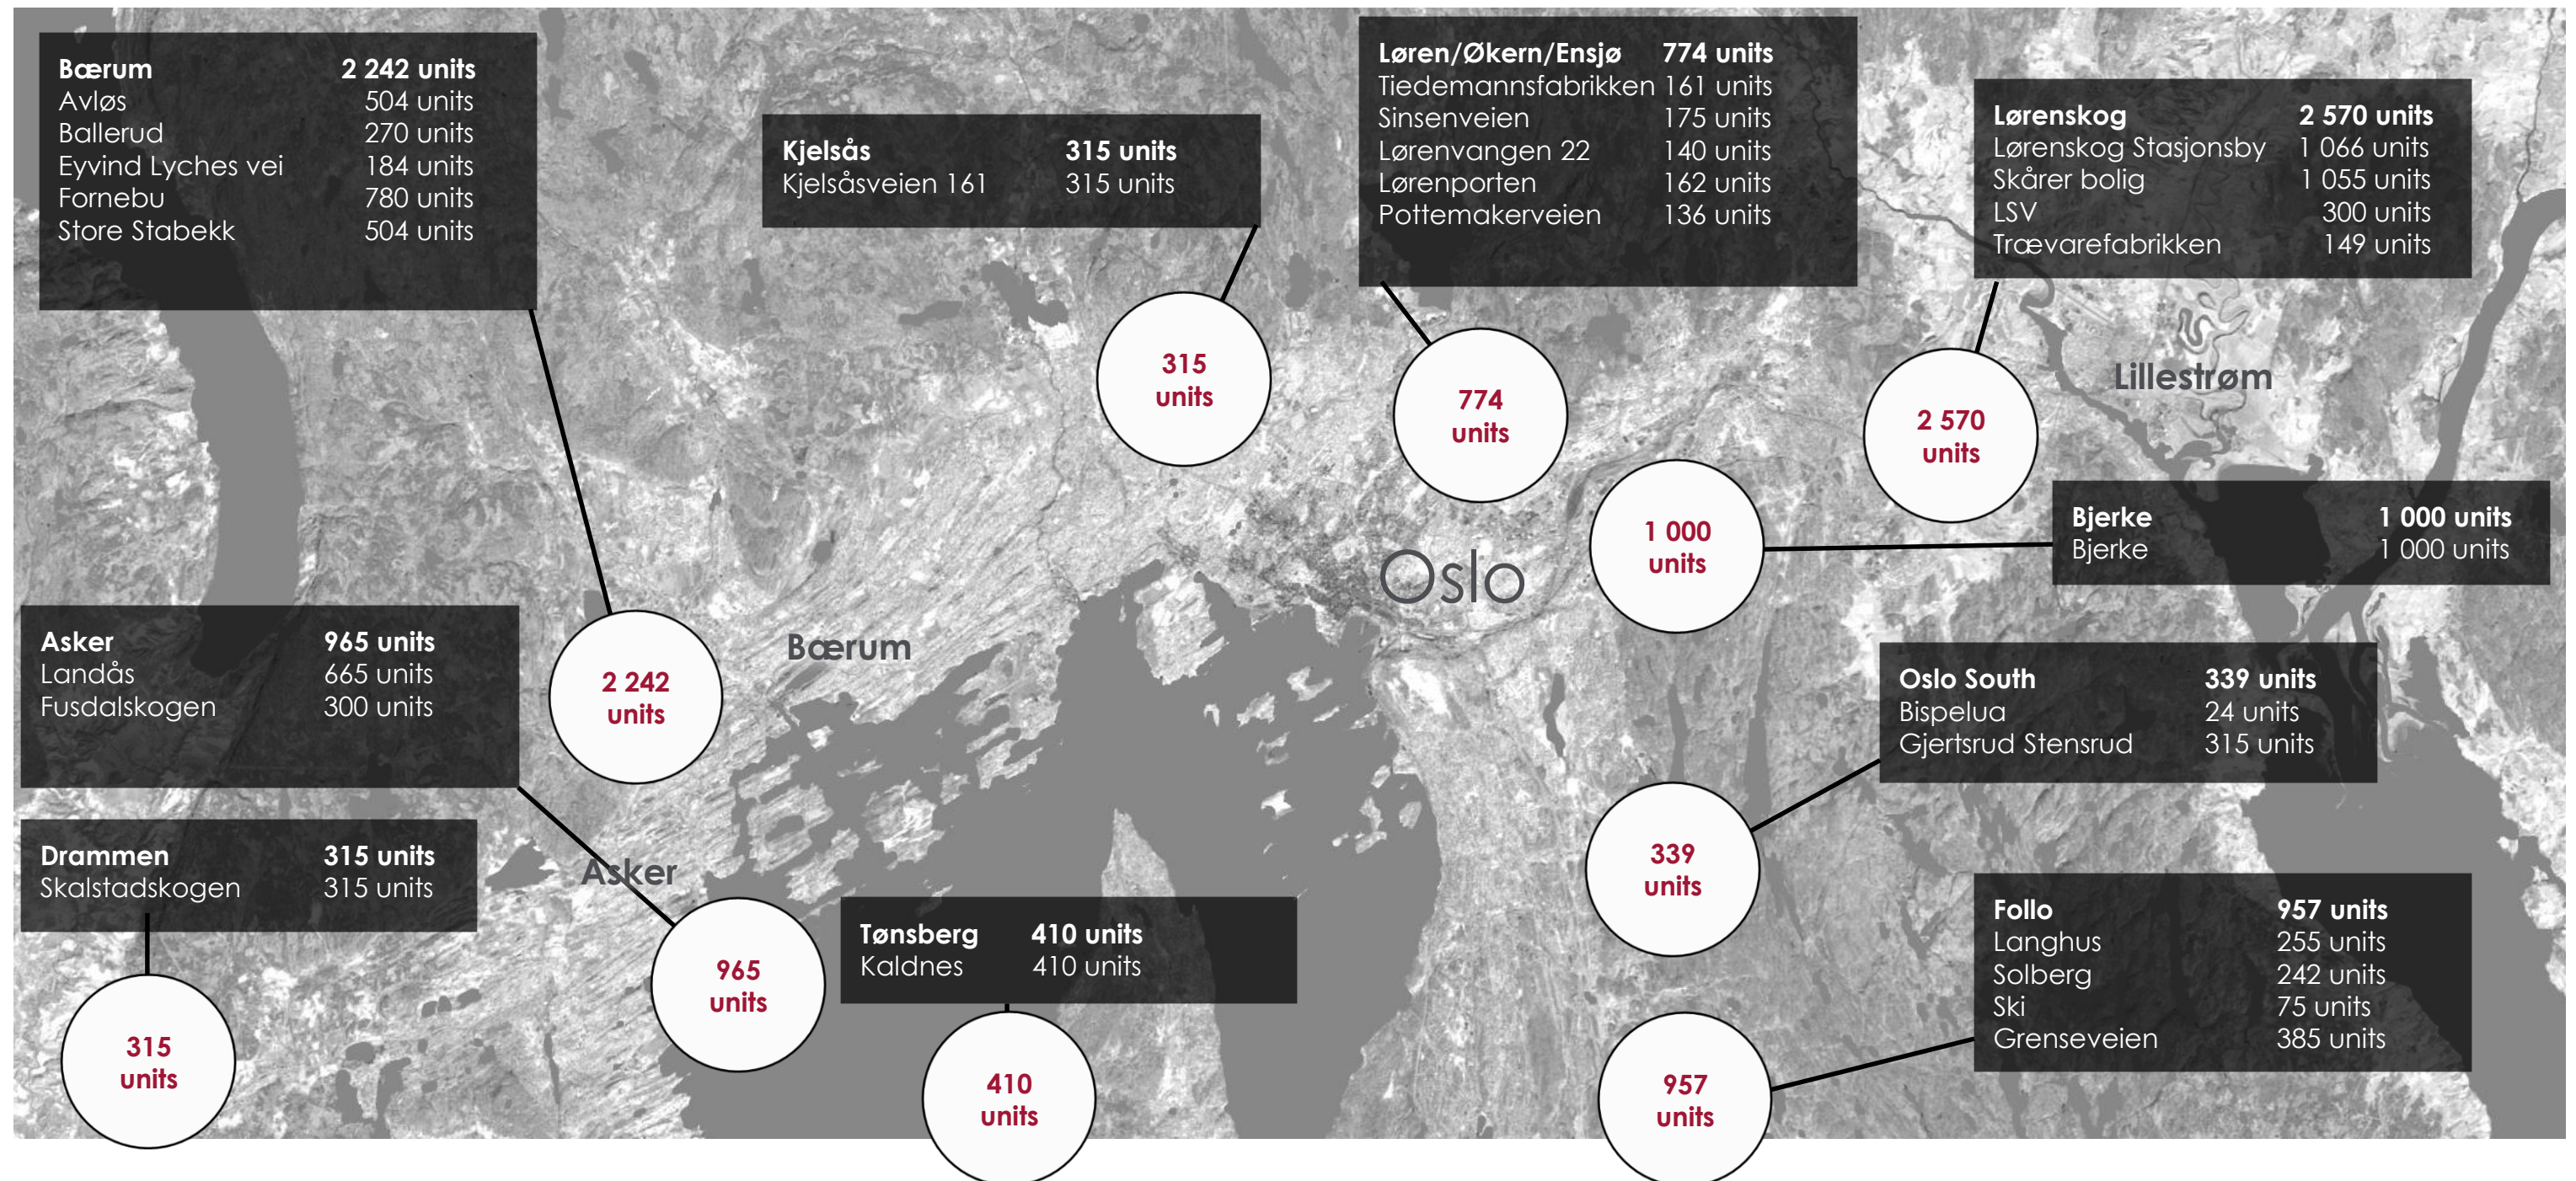 Bærum 2 242 units
Avløs 504 units
Ballerud 270 units
Eyvind Lyches vei 184 units
Fornebu 780 units
Store Stabekk 504 units
Kjelsås 315 units
Kjelsåsveien 161 315 units
Løren/Økern/Ensjø 774 units
Tiedemannsfabrikken 161 units
Sinsenveien 175 units
Lørenvangen 22 140 units
Lørenporten 162 units
Pottemakerveien 136 units
Lørenskog 2 570 units
Lørenskog Stasjonsby 1 066 units
Skårer bolig 1 055 units
LSV 300 units
Trævarefabrikken 149 units
315
units
774
units
2 570
units
Lillestrøm
1 000
units
Bjerke 1 000 units
Bjerke 1 000 units
Oslo
Asker 965 units
Landås 665 units
Fusdalskogen 300 units
2 242
units
Bærum
Oslo South 339 units
Bispelua 24 units
Gjertsrud Stensrud 315 units
Drammen 315 units
Skalstadskogen 315 units
Asker
339
units
Tønsberg 410 units
Kaldnes 410 units
Follo 957 units
Langhus 255 units
Solberg 242 units
Ski 75 units
Grenseveien 385 units
315
units
965
units
410
units
957
units